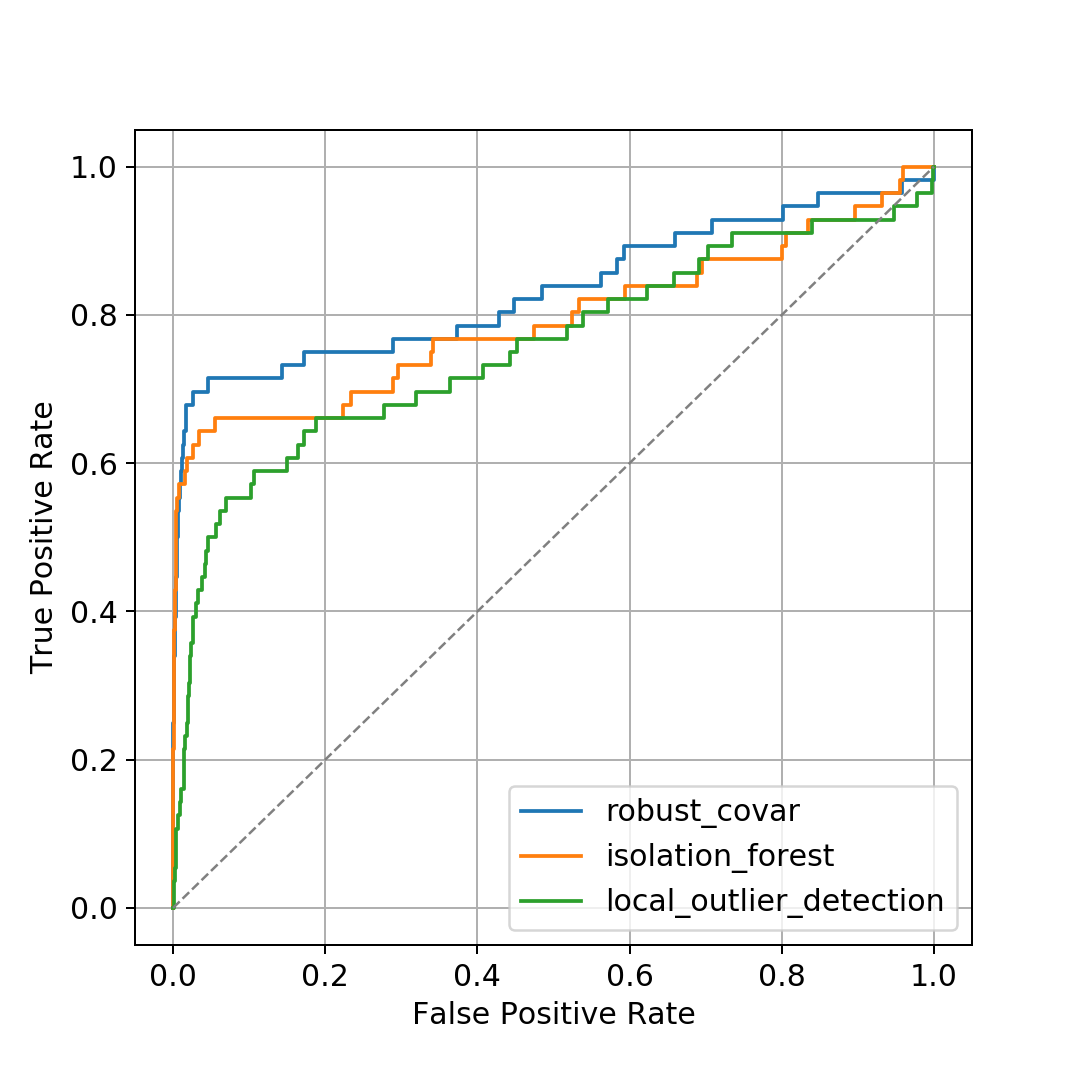 1.0
0.8
0.6
0.4
0.2
0.0
True Positive Rate
robust_covar
isolation_forest
local_outlier_detection
0.0 0.2 0.4 0.6 0.8 1.0
False Positive Rate